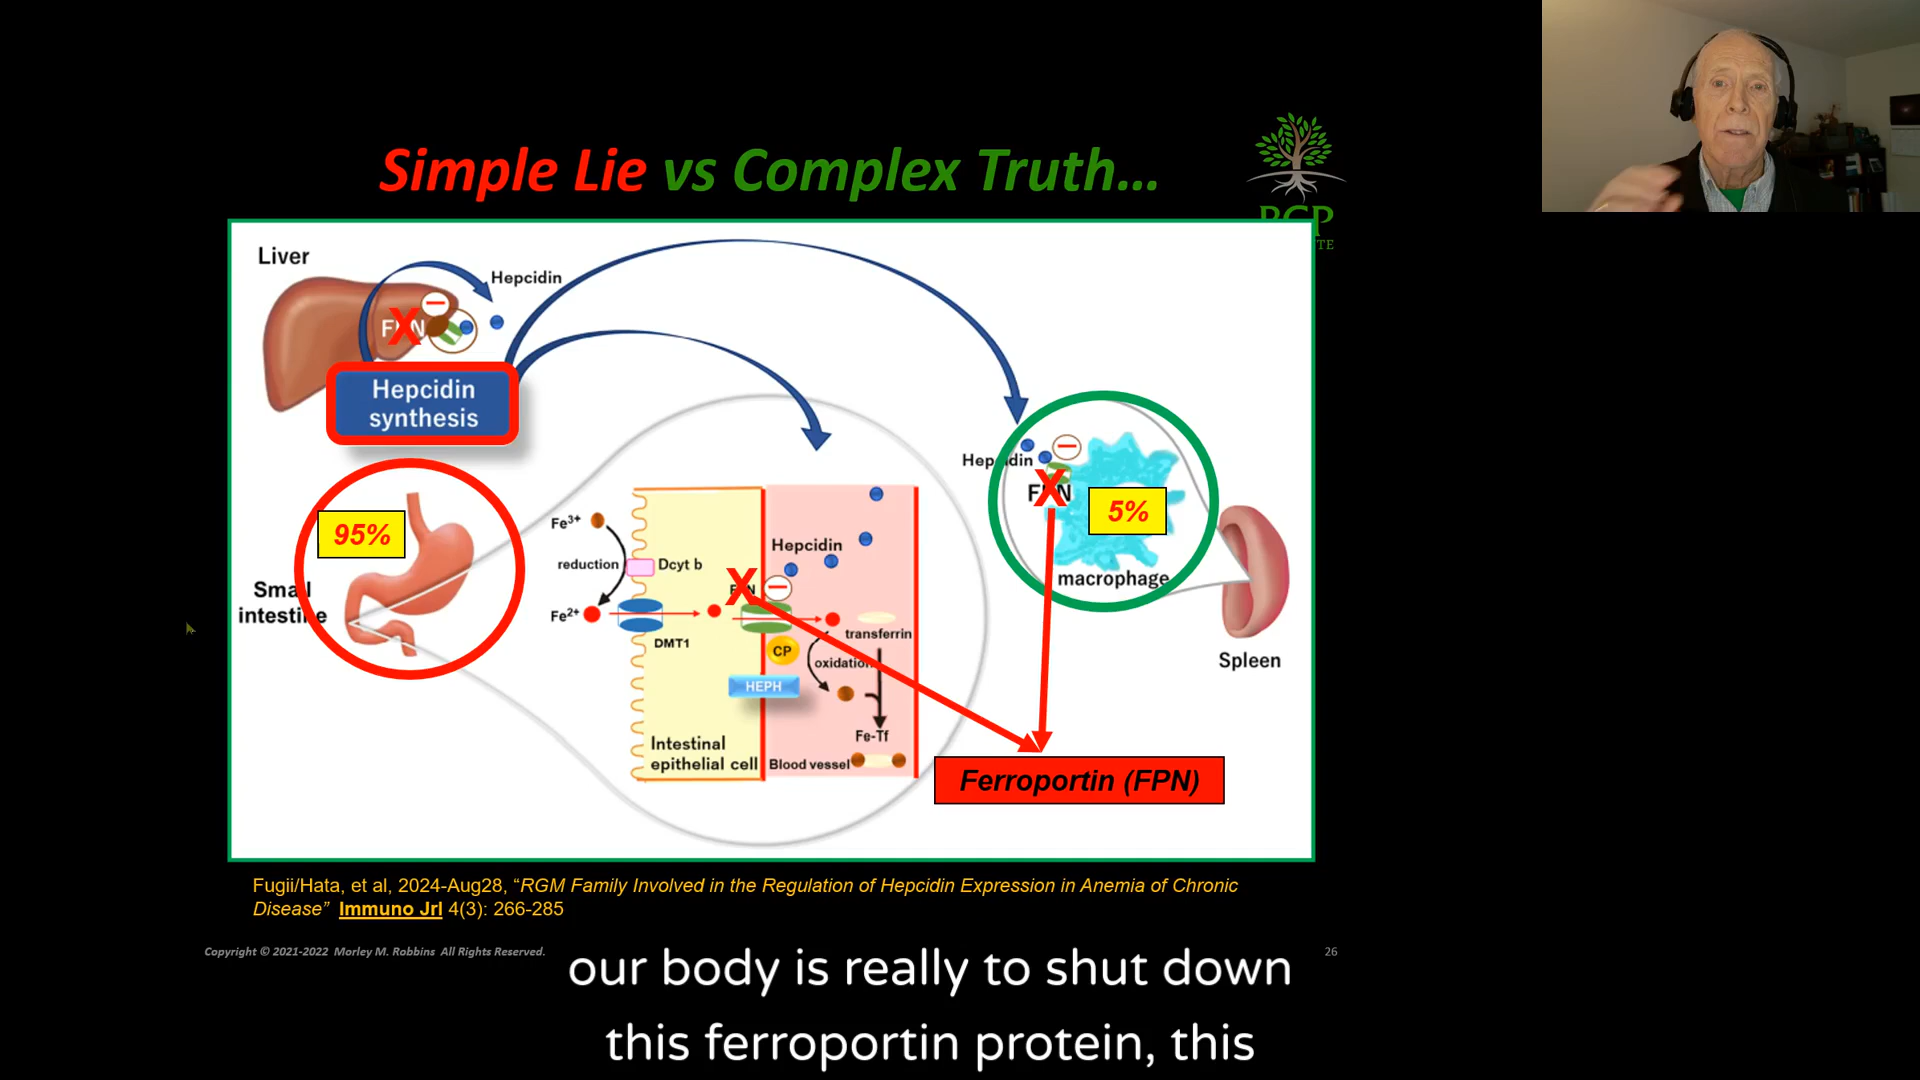 Simple Lie vs Complex Truth...
Liver
Hepcidin
Hepcidin
synthesis
95%
Small
intestine
Fe3+
reduction
Dcyt b
Fe2+
DMT1
Hepcidin
CP
HEPH
transferrin
oxidation
Fe-Tf
Intestinal
epithelial cell
Blood vessel
Hepcidin
FPN
5%
macrophage
Spleen
Ferroportin (FPN)
Fugii/Hata, et al, 2024-Aug28, “RGM Family Involved in the Regulation of Hepcidin Expression in Anemia of Chronic
Disease” Immuno Jrl 4(3): 266-285
Copyright © 2021-2022 Morley M. Robbins All Rights Reserved.
26
our body is really to shut down
this ferroportin protein, this